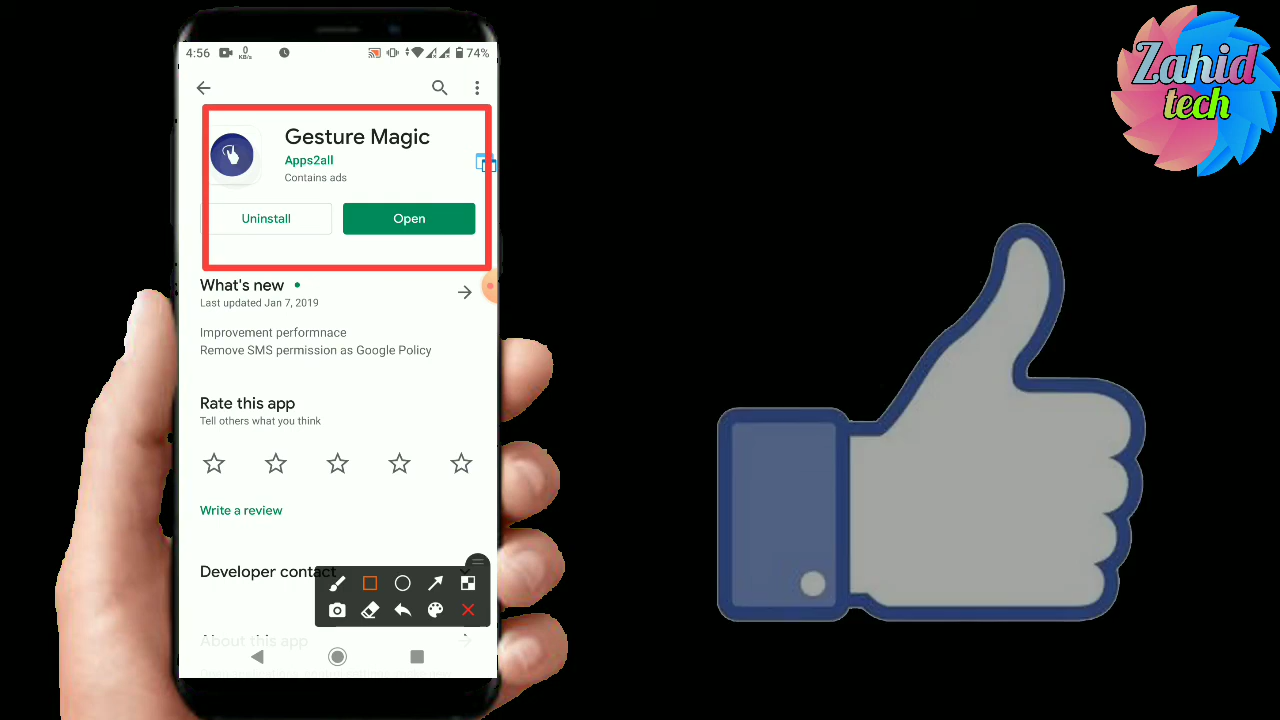 4:56
0
KB/s
74%
Zahid
tech
Gesture Magic
Apps2all
Contains ads
Uninstall
Open
What's new
Last updated Jan 7, 2019
Improvement performnace
Remove SMS permission as Google Policy
Rate this app
Tell others what you think
Write a review
Developer contact
About this app